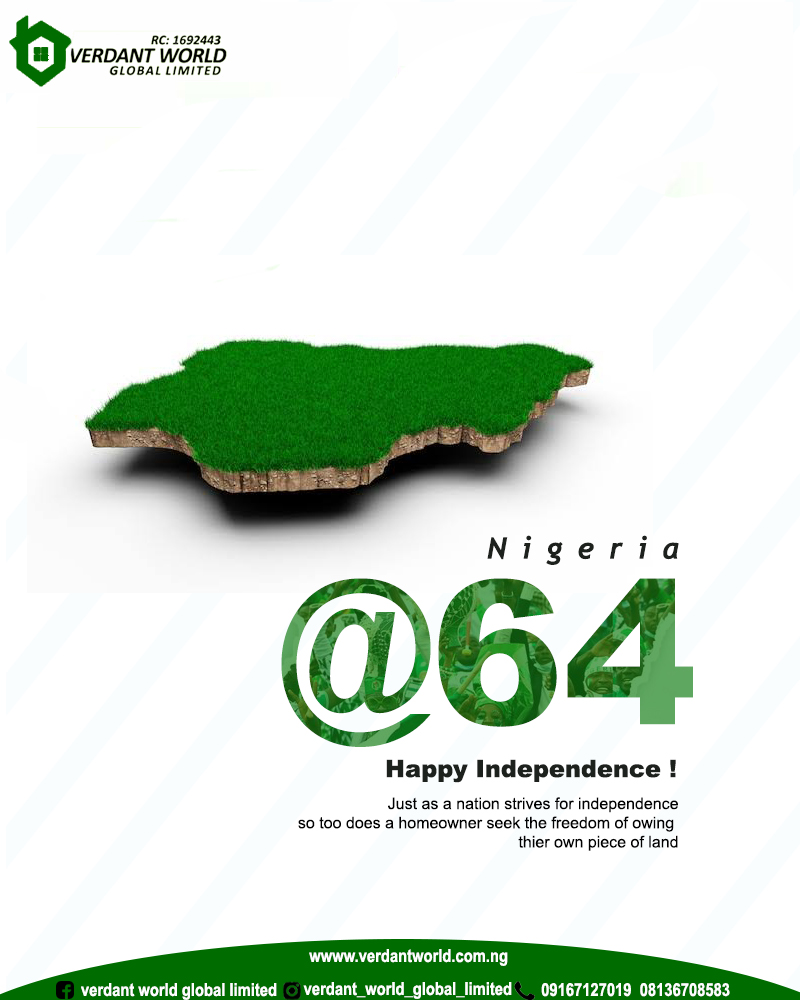 RC: 1692443
VERDANT WORLD
GLOBAL LIMITED
Nigeria
@64
Happy Independence !
Just as a nation strives for independence
so too does a homeowner seek the freedom of owing
thier own piece of land
www.verdantworld.com.ng
verdant world global limited verdant_world_global_limited 09167127019 08136708583